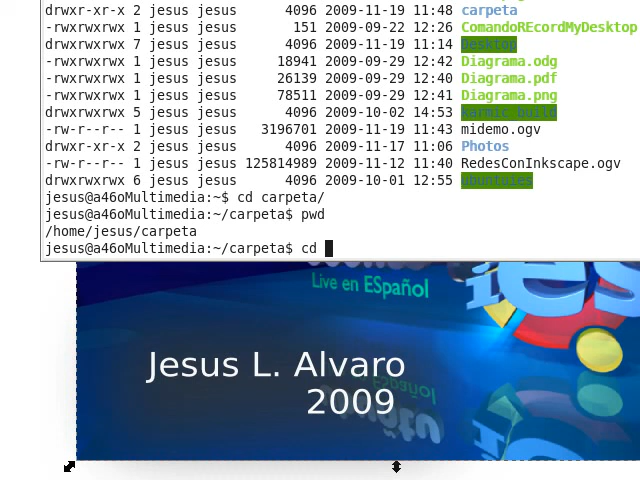 drwxr-xr-x 2 jesus jesus      4096 2009-11-19 11:48 carpeta
-rwxrwxrwx 1 jesus jesus       151 2009-09-22 12:26 ComandoREcordMyDesktop
drwxrwxrwx 7 jesus jesus      4096 2009-11-19 11:14 Desktop
-rwxrwxrwx 1 jesus jesus     18941 2009-09-29 12:42 Diagrama.odg
-rwxrwxrwx 1 jesus jesus     26139 2009-09-29 12:40 Diagrama.pdf
-rwxrwxrwx 1 jesus jesus     78511 2009-09-29 12:41 Diagrama.png
drwxrwxrwx 5 jesus jesus      4096 2009-10-02 14:53 karmic_build
-rw-r--r-- 1 jesus jesus   3196701 2009-11-19 11:43 midemo.ogv
drwxr-xr-x 2 jesus jesus      4096 2009-11-17 11:06 Photos
-rw-r--r-- 1 jesus jesus 125814989 2009-11-12 11:40 RedesConInkscape.ogv
drwxrwxrwx 6 jesus jesus      4096 2009-10-01 12:55 ubuntuies
jesus@a46oMultimedia:~$ cd carpeta/
jesus@a46oMultimedia:~/carpeta$ pwd
/home/jesus/carpeta
jesus@a46oMultimedia:~/carpeta$ cd
Live en ESpañol
ies
Jesus L. Alvaro
2009